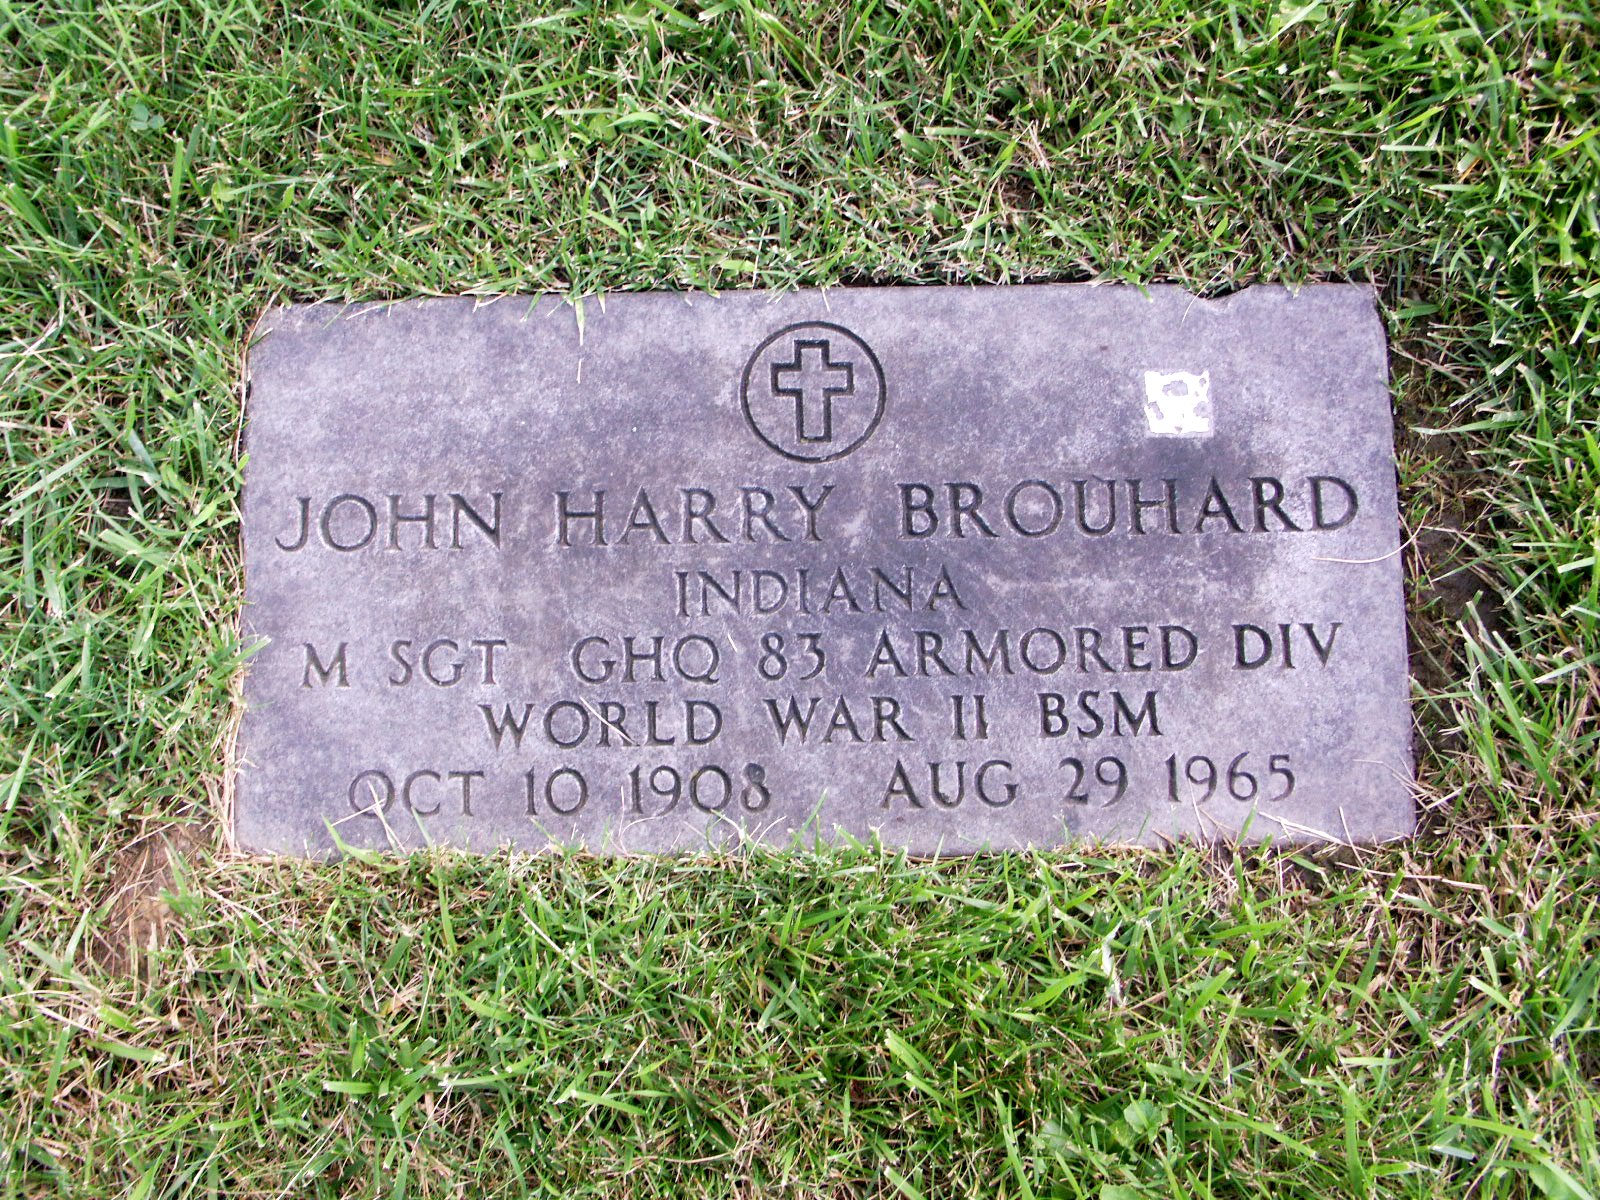 JOHN HARRY BROUHARD
INDIANA
M SGT GHQ 83 ARMORED DIV
WORLD WAR II BSM
OCT 10 1908 AUG 29 1965